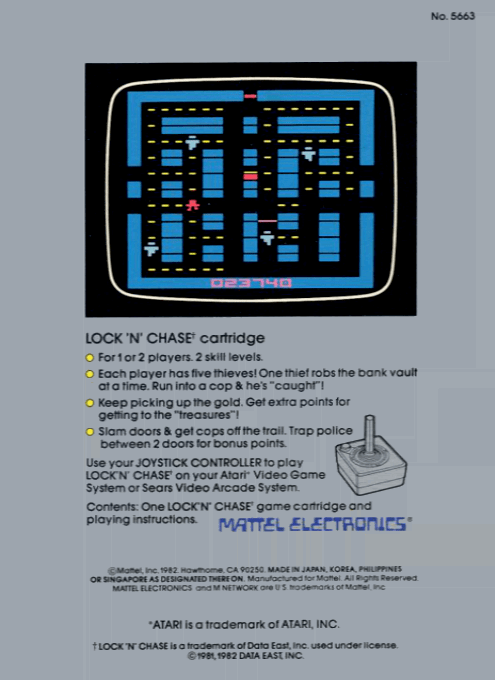 No. 5663
023740
LOCK 'N' CHASE† cartridge
For 1 or 2 players. 2 skill levels.
Each player has five thieves! One thief robs the bank vault
at a time. Run into a cop & he's "caught"!
Keep picking up the gold. Get extra points for
getting to the "treasures"!
Slam doors & get cops off the trail. Trap police
between 2 doors for bonus points.
Use your JOYSTICK CONTROLLER to play
LOCK'N' CHASE† on your Atari* Video Game
System or Sears Video Arcade System.
Contents: One LOCK'N'CHASE† game cartridge and
playing instructions.
MATTEL ELECTRONICS®
©Mattel, Inc. 1982. Hawthorne, CA 90250. MADE IN JAPAN, KOREA, PHILIPPINES
OR SINGAPORE AS DESIGNATED THEREON. Manufactured for Mattel. All Rights Reserved.
MATTEL ELECTRONICS and M NETWORK are U.S. trademarks of Mattel, Inc.
*ATARI is a trademark of ATARI, INC.
† LOCK 'N' CHASE is a trademark of Data East, Inc. used under license.
© 1981, 1982 DATA EAST, INC.